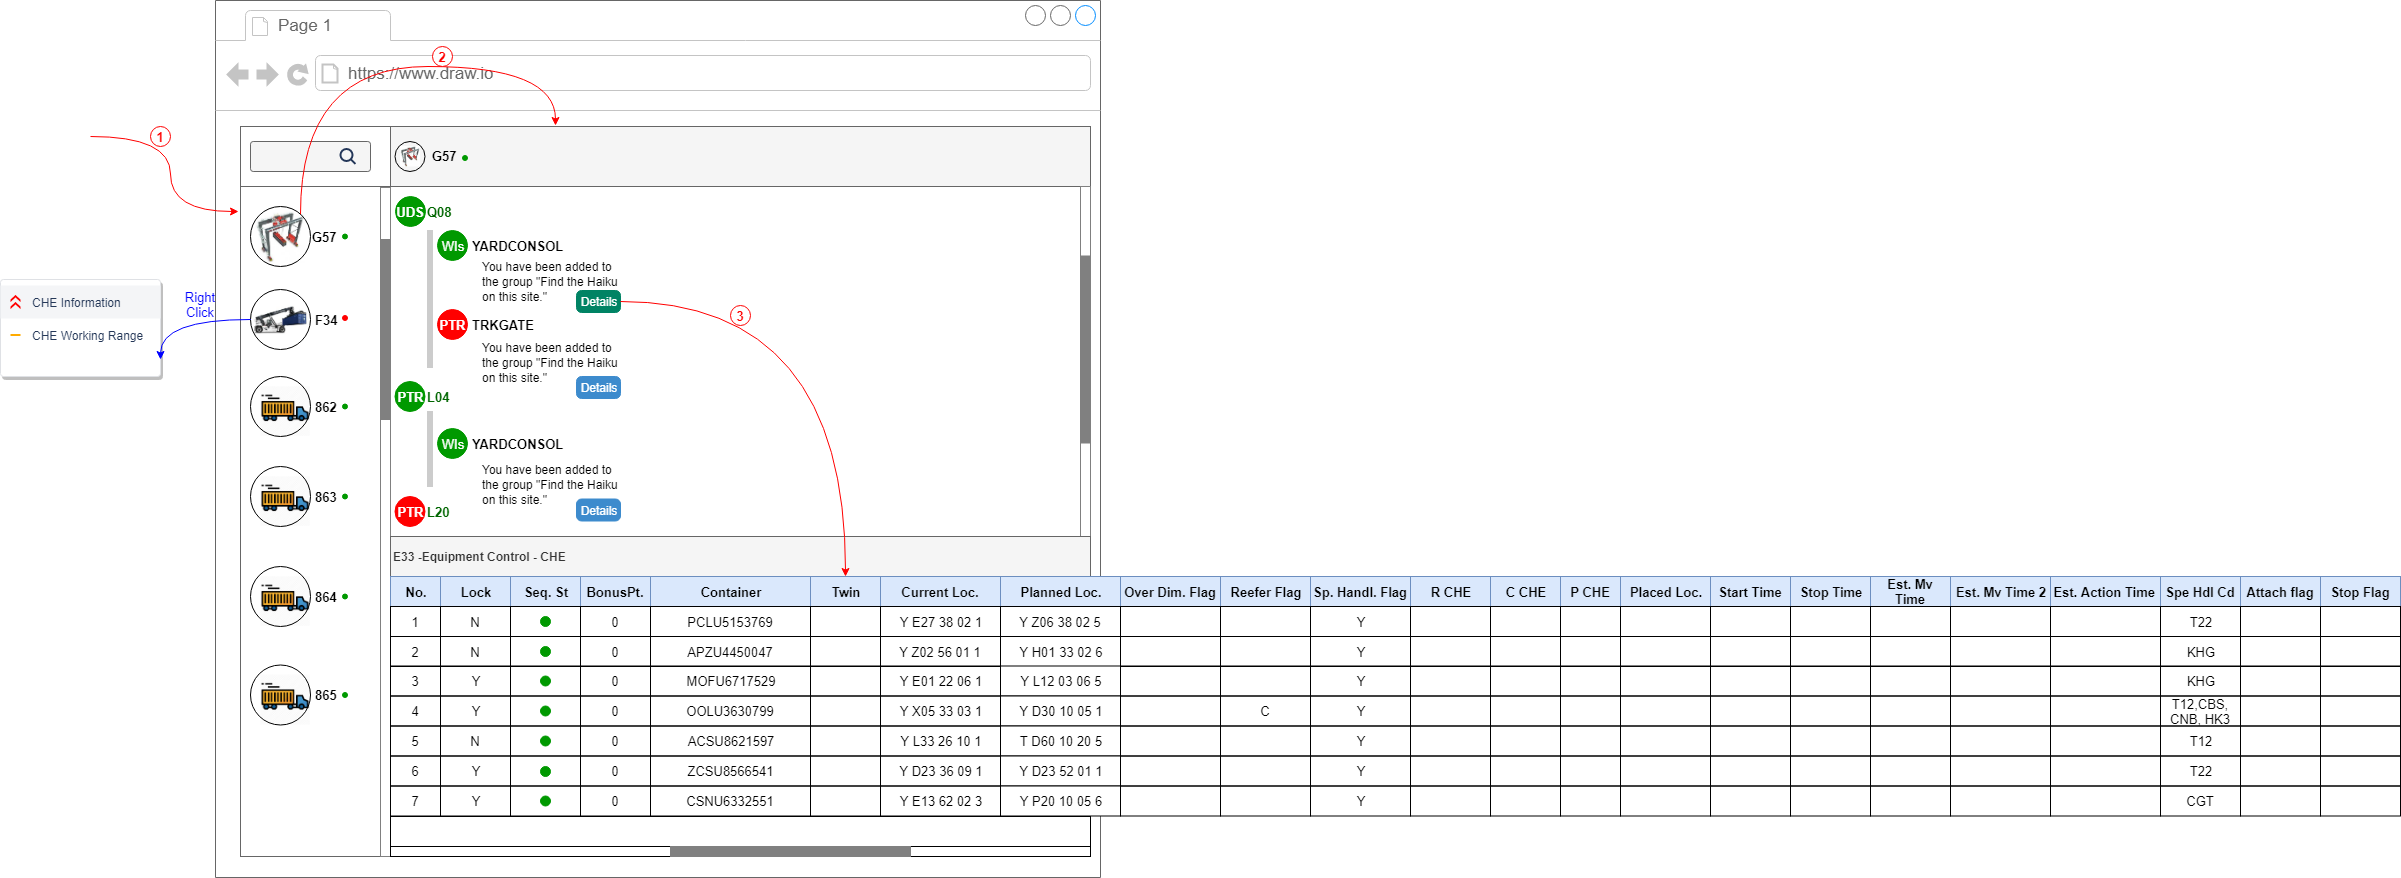 Page 1
https://www.draw.io
1
2
G57
G57
F34
862
863
864
865
Right
Click
CHE Information
CHE Working Range
UDS Q08
WIs YARDCONSOL
You have been added to
the group "Find the Haiku
on this site."
Details
3
PTR TRKGATE
You have been added to
the group "Find the Haiku
on this site."
Details
PTR L04
WIs YARDCONSOL
You have been added to
the group "Find the Haiku
on this site."
Details
PTR L20
E33 -Equipment Control - CHE
No. Lock Seq. St BonusPt. Container Twin Current Loc. Planned Loc. Over Dim. Flag Reefer Flag Sp. Handl. Flag R CHE C CHE P CHE Placed Loc. Start Time Stop Time Est. Mv Time Est. Mv Time 2 Est. Action Time Spe Hdl Cd Attach flag Stop Flag
1 N 0 PCLU5153769 Y E27 38 02 1 Y Z06 38 02 5 Y T22
2 N 0 APZU4450047 Y Z02 56 01 1 Y H01 33 02 6 Y KHG
3 Y 0 MOFU6717529 Y E01 22 06 1 Y L12 03 06 5 Y KHG
4 Y 0 OOLU3630799 Y X05 33 03 1 Y D30 10 05 1 C Y T12,CBS, CNB, HK3
5 N 0 ACSU8621597 Y L33 26 10 1 T D60 10 20 5 Y T12
6 Y 0 ZCSU8566541 Y D23 36 09 1 Y D23 52 01 1 Y T22
7 Y 0 CSNU6332551 Y E13 62 02 3 Y P20 10 05 6 Y CGT